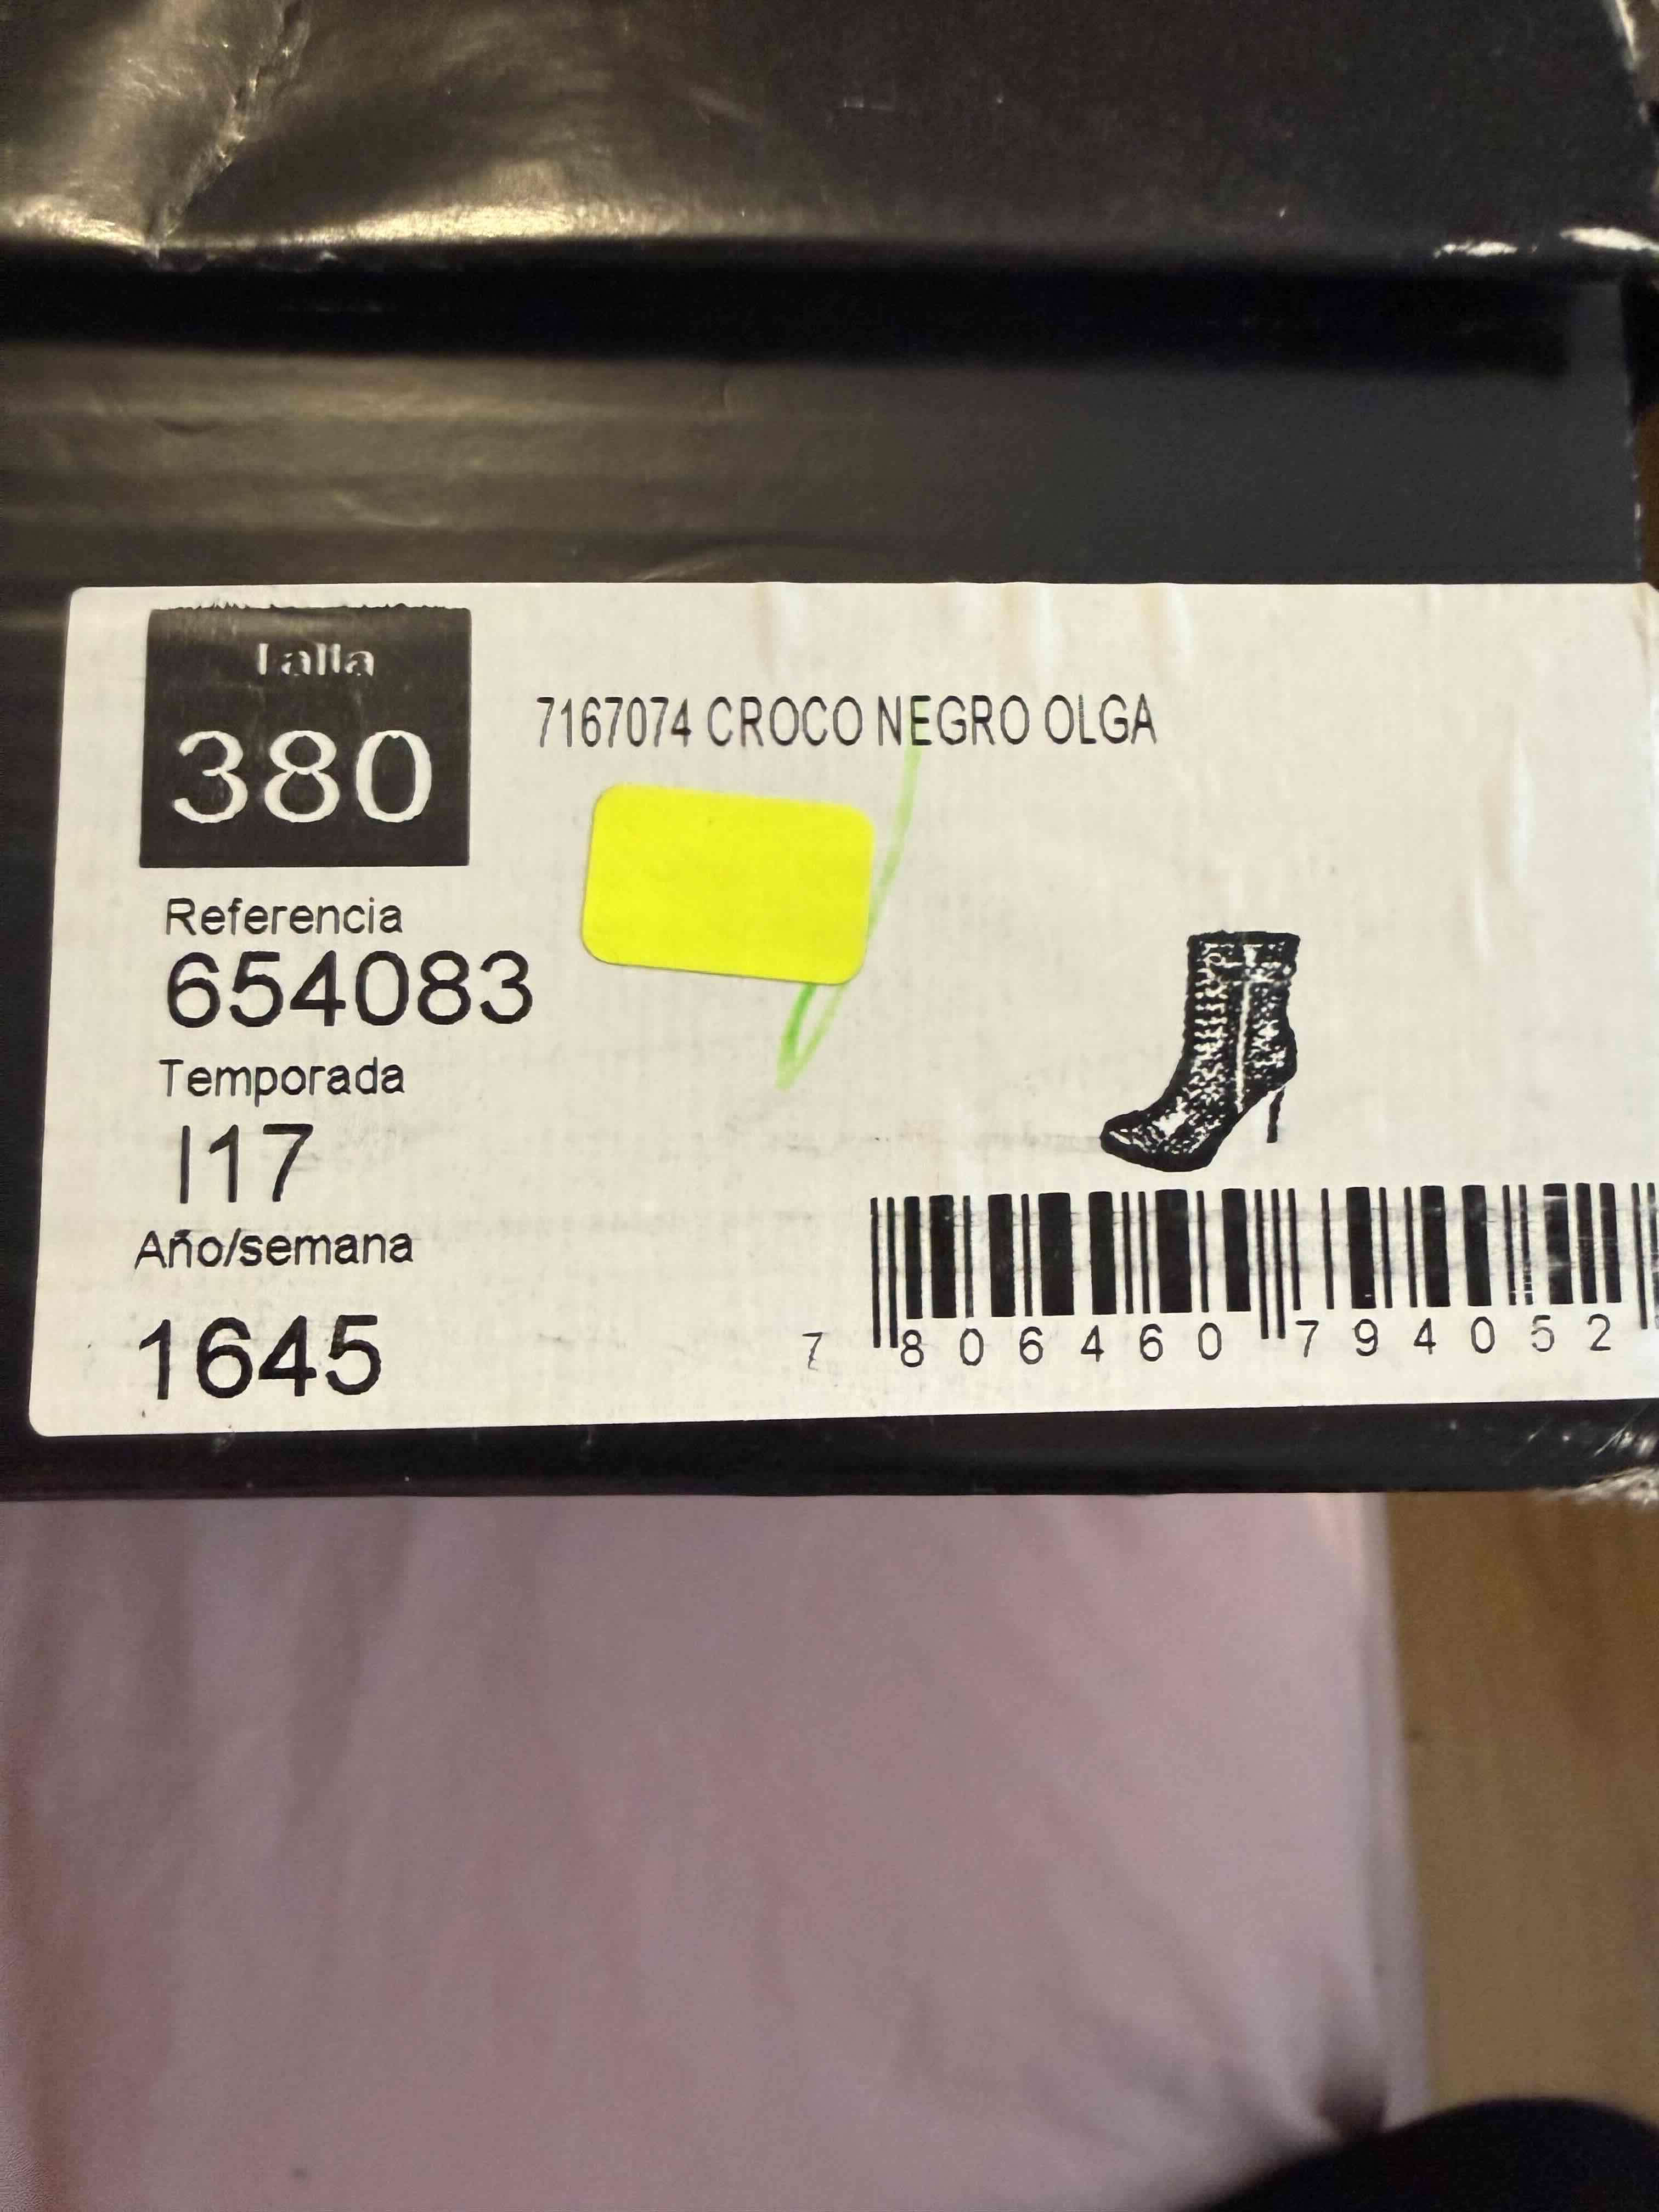 Talla
380
7167074 CROCO NEGRO OLGA
Referencia
654083
Temporada
I17
Año/semana
1645
7 806460 794052